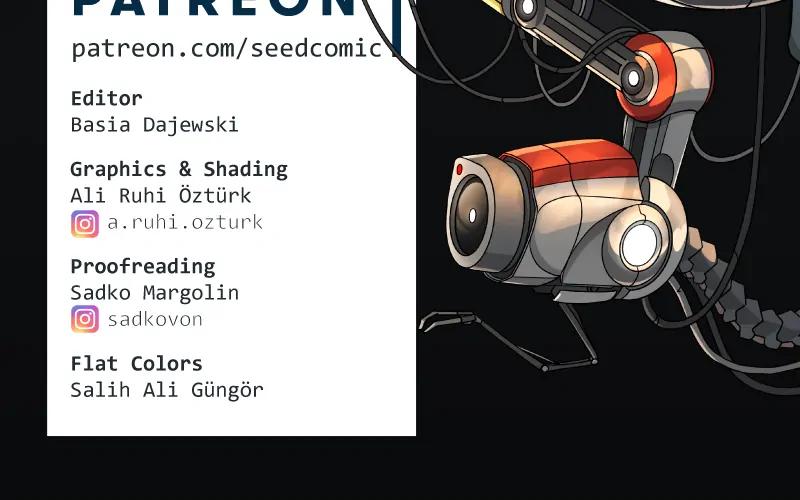 PATREON
patreon.com/seedcomic
Editor
Basia Dajewski
Graphics & Shading
Ali Ruhi Öztürk
a.ruhi.ozturk
Proofreading
Sadko Margolin
sadkovon
Flat Colors
Salih Ali Güngör